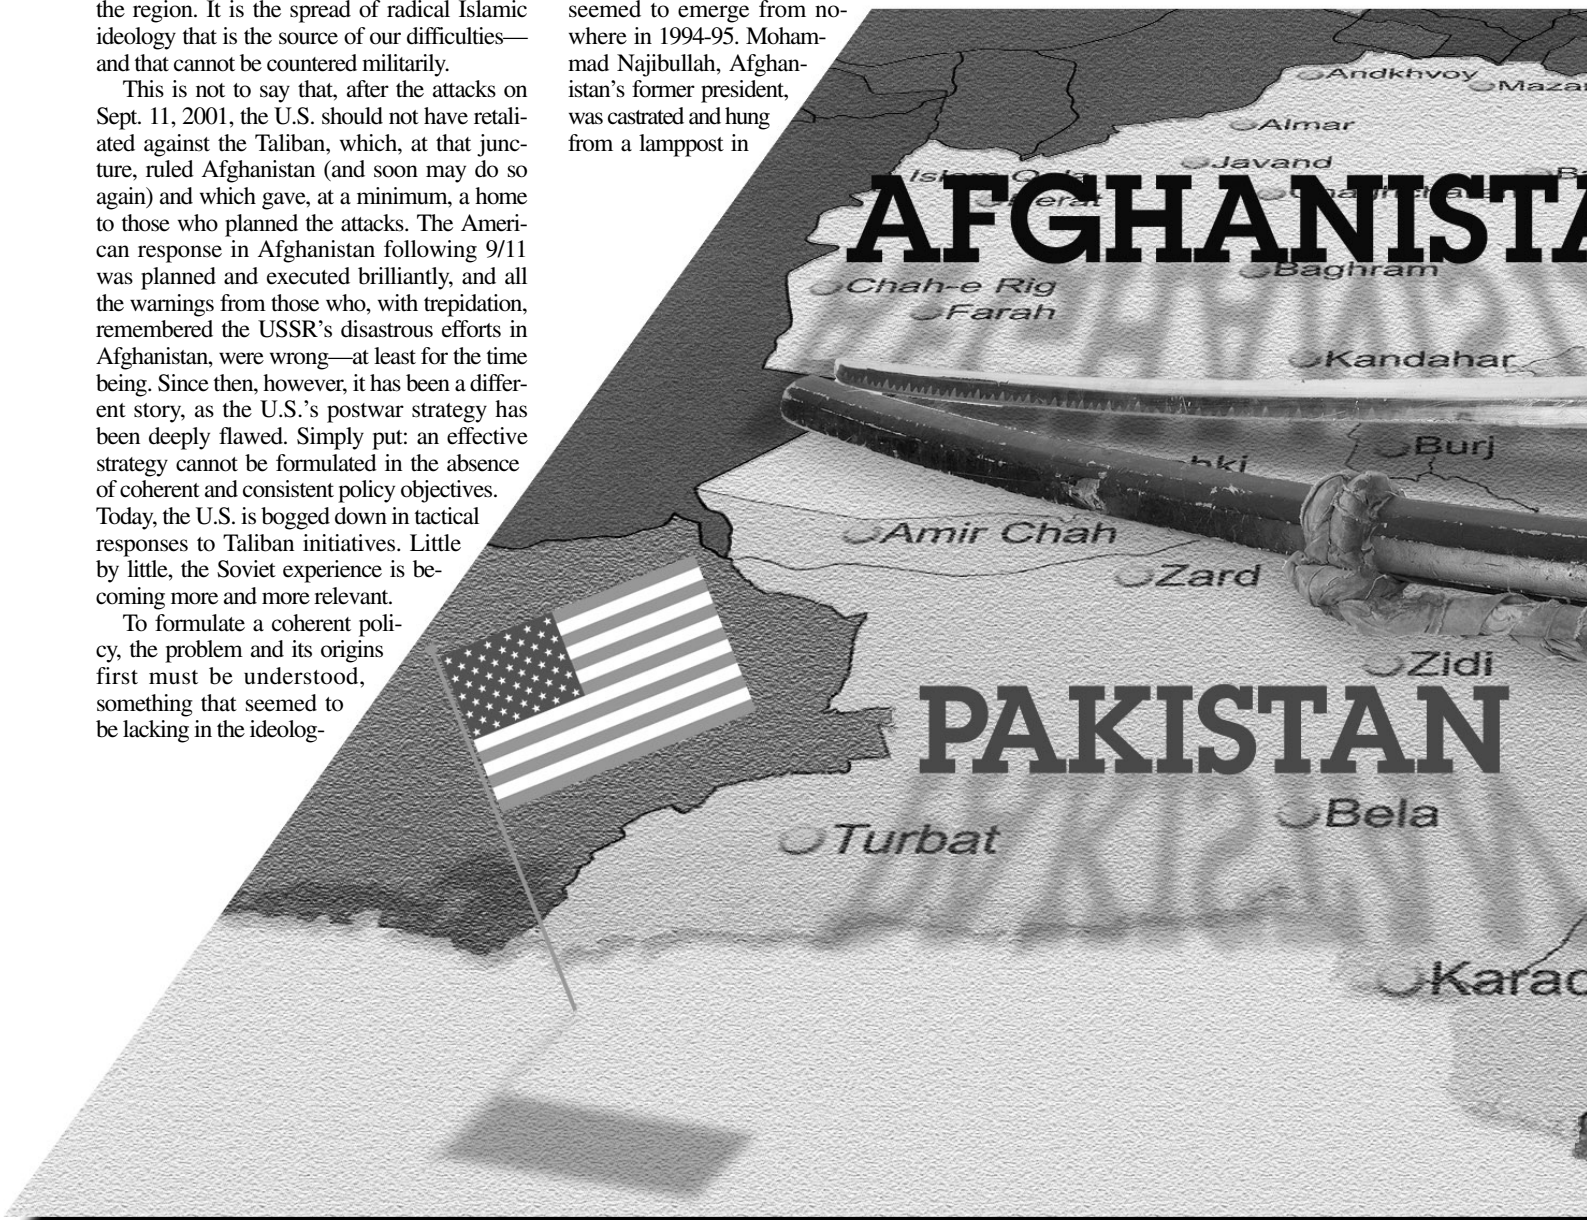 the region. It is the spread of radical Islamic
ideology that is the source of our difficulties—
and that cannot be countered militarily.
This is not to say that, after the attacks on
Sept. 11, 2001, the U.S. should not have retali-
ated against the Taliban, which, at that junc-
ture, ruled Afghanistan (and soon may do so
again) and which gave, at a minimum, a home
to those who planned the attacks. The Ameri-
can response in Afghanistan following 9/11
was planned and executed brilliantly, and all
the warnings from those who, with trepidation,
remembered the USSR's disastrous efforts in
Afghanistan, were wrong—at least for the time
being. Since then, however, it has been a differ-
ent story, as the U.S.'s postwar strategy has
been deeply flawed. Simply put: an effective
strategy cannot be formulated in the absence
of coherent and consistent policy objectives.
Today, the U.S. is bogged down in tactical
responses to Taliban initiatives. Little
by little, the Soviet experience is be-
coming more and more relevant.
To formulate a coherent poli-
cy, the problem and its origins
first must be understood,
something that seemed to
be lacking in the ideolog-
seemed to emerge from no-
where in 1994-95. Moham-
mad Najibullah, Afghan-
istan's former president,
was castrated and hung
from a lamppost in
Andkhvoy
Mazar
Almar
Javand
AFGHANISTA
Baghram
Chah-e Rig
Farah
Kandahar
Burj
Amir Chah
Zard
Zidi
PAKISTAN
Bela
Turbat
Karac